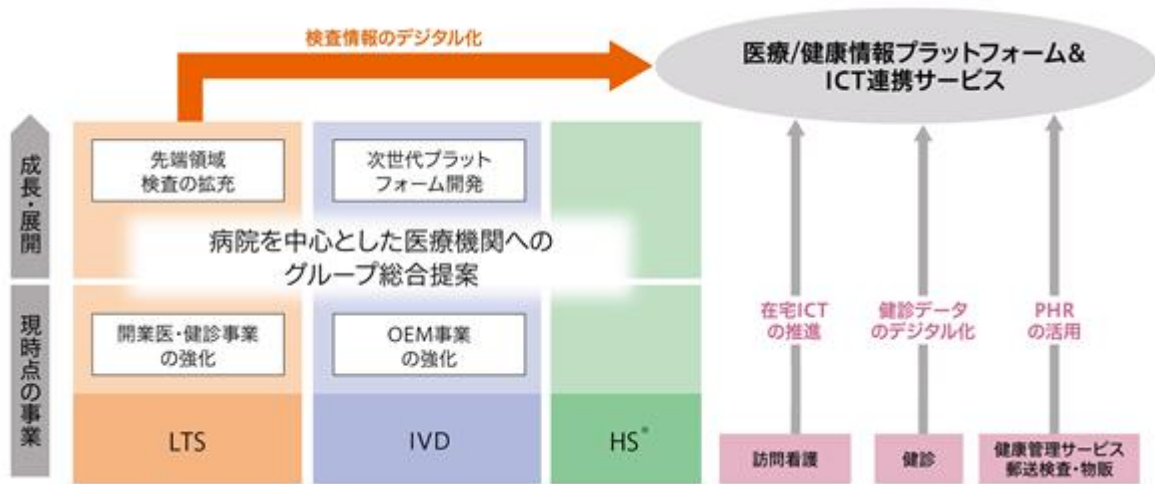 検査情報のデジタル化
医療/健康情報プラットフォーム&
ICT連携サービス
成長・展開
先端領域
検査の拡充
次世代プラット
フォーム開発
病院を中心とした医療機関への
グループ総合提案
現時点の事業
開業医・健診事業
の強化
OEM事業
の強化
在宅ICT
の推進
健診データ
のデジタル化
PHR
の活用
LTS
IVD
HS*
訪問看護
健診
健康管理サービス
郵送検査・物販